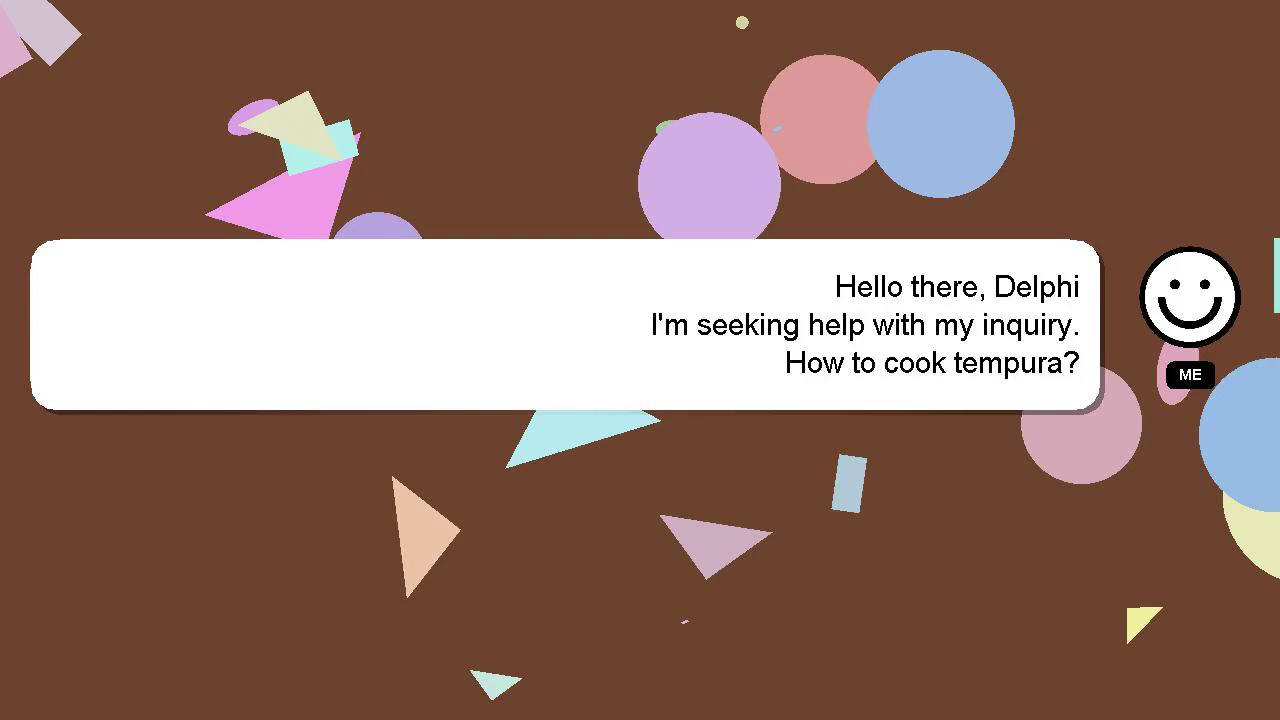 Hello there, Delphi
I'm seeking help with my inquiry.
How to cook tempura?
ME